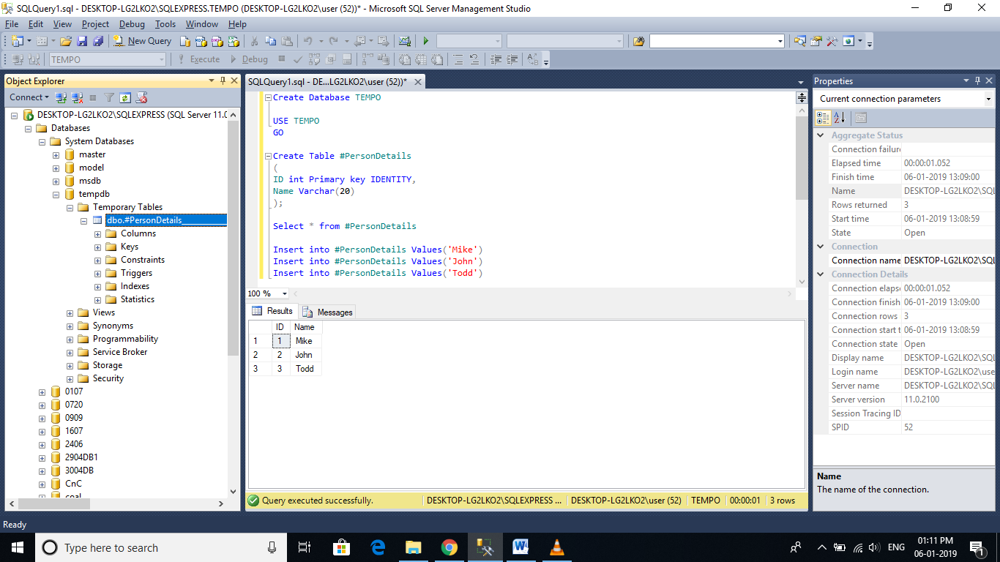 SQLQuery1.sql - DESKTOP-LG2LKO2\SQLEXPRESS.TEMPO (DESKTOP-LG2LKO2\user (52))* - Microsoft SQL Server Management Studio
File Edit View Project Debug Tools Window Help
New Query
TEMPO Execute Debug
Object Explorer
Connect
DESKTOP-LG2LKO2\SQLEXPRESS (SQL Server 11.0
Databases
System Databases
master
model
msdb
tempdb
Temporary Tables
dbo.#PersonDetails
Columns
Keys
Constraints
Triggers
Indexes
Statistics
Views
Synonyms
Programmability
Service Broker
Storage
Security
0107
0720
0909
1607
2406
2904DB1
3004DB
CnC
coal
SQLQuery1.sql - DE...LG2LKO2\user (52))*
Create Database TEMPO
USE TEMPO
GO
Create Table #PersonDetails
(
ID int Primary key IDENTITY,
Name Varchar(20)
);
Select * from #PersonDetails
Insert into #PersonDetails Values('Mike')
Insert into #PersonDetails Values('John')
Insert into #PersonDetails Values('Todd')
100 %
Results Messages
ID Name
1 1 Mike
2 2 John
3 3 Todd
Query executed successfully. DESKTOP-LG2LKO2\SQLEXPRESS ... DESKTOP-LG2LKO2\user (52) TEMPO 00:00:01 3 rows
Properties
Current connection parameters
Aggregate Status
Connection failur
Elapsed time 00:00:01.052
Finish time 06-01-2019 13:09:00
Name DESKTOP-LG2LKO2\SQL
Rows returned 3
Start time 06-01-2019 13:08:59
State Open
Connection
Connection name DESKTOP-LG2LKO2\SQL
Connection Details
Connection elaps 00:00:01.052
Connection finish 06-01-2019 13:09:00
Connection rows 3
Connection start t 06-01-2019 13:08:59
Connection state Open
Display name DESKTOP-LG2LKO2\SQL
Login name DESKTOP-LG2LKO2\use
Server name DESKTOP-LG2LKO2\SQL
Server version 11.0.2100
Session Tracing ID
SPID 52
Name
The name of the connection.
Ready
Type here to search
ENG
01:11 PM
06-01-2019
1